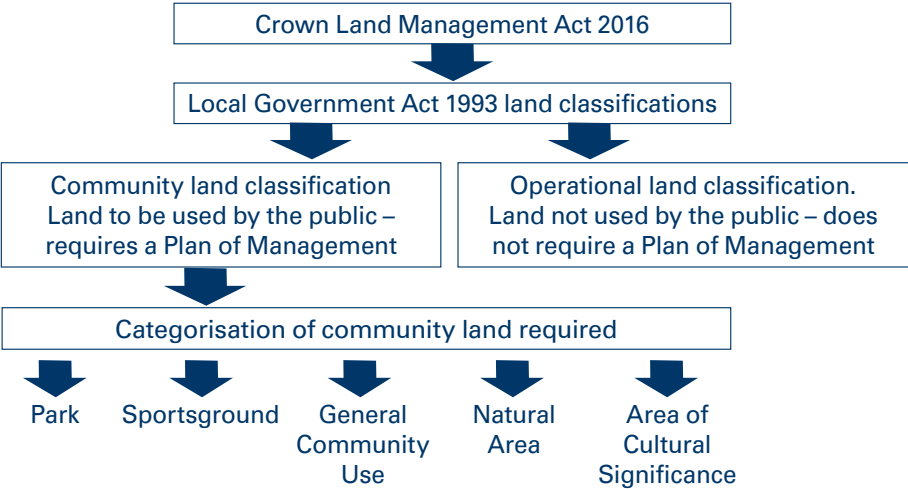 Crown Land Management Act 2016
Local Government Act 1993 land classifications
Community land classification
Land to be used by the public –
requires a Plan of Management
Operational land classification.
Land not used by the public – does
not require a Plan of Management
Categorisation of community land required
Park
Sportsground
General
Community
Use
Natural
Area
Area of
Cultural
Significance